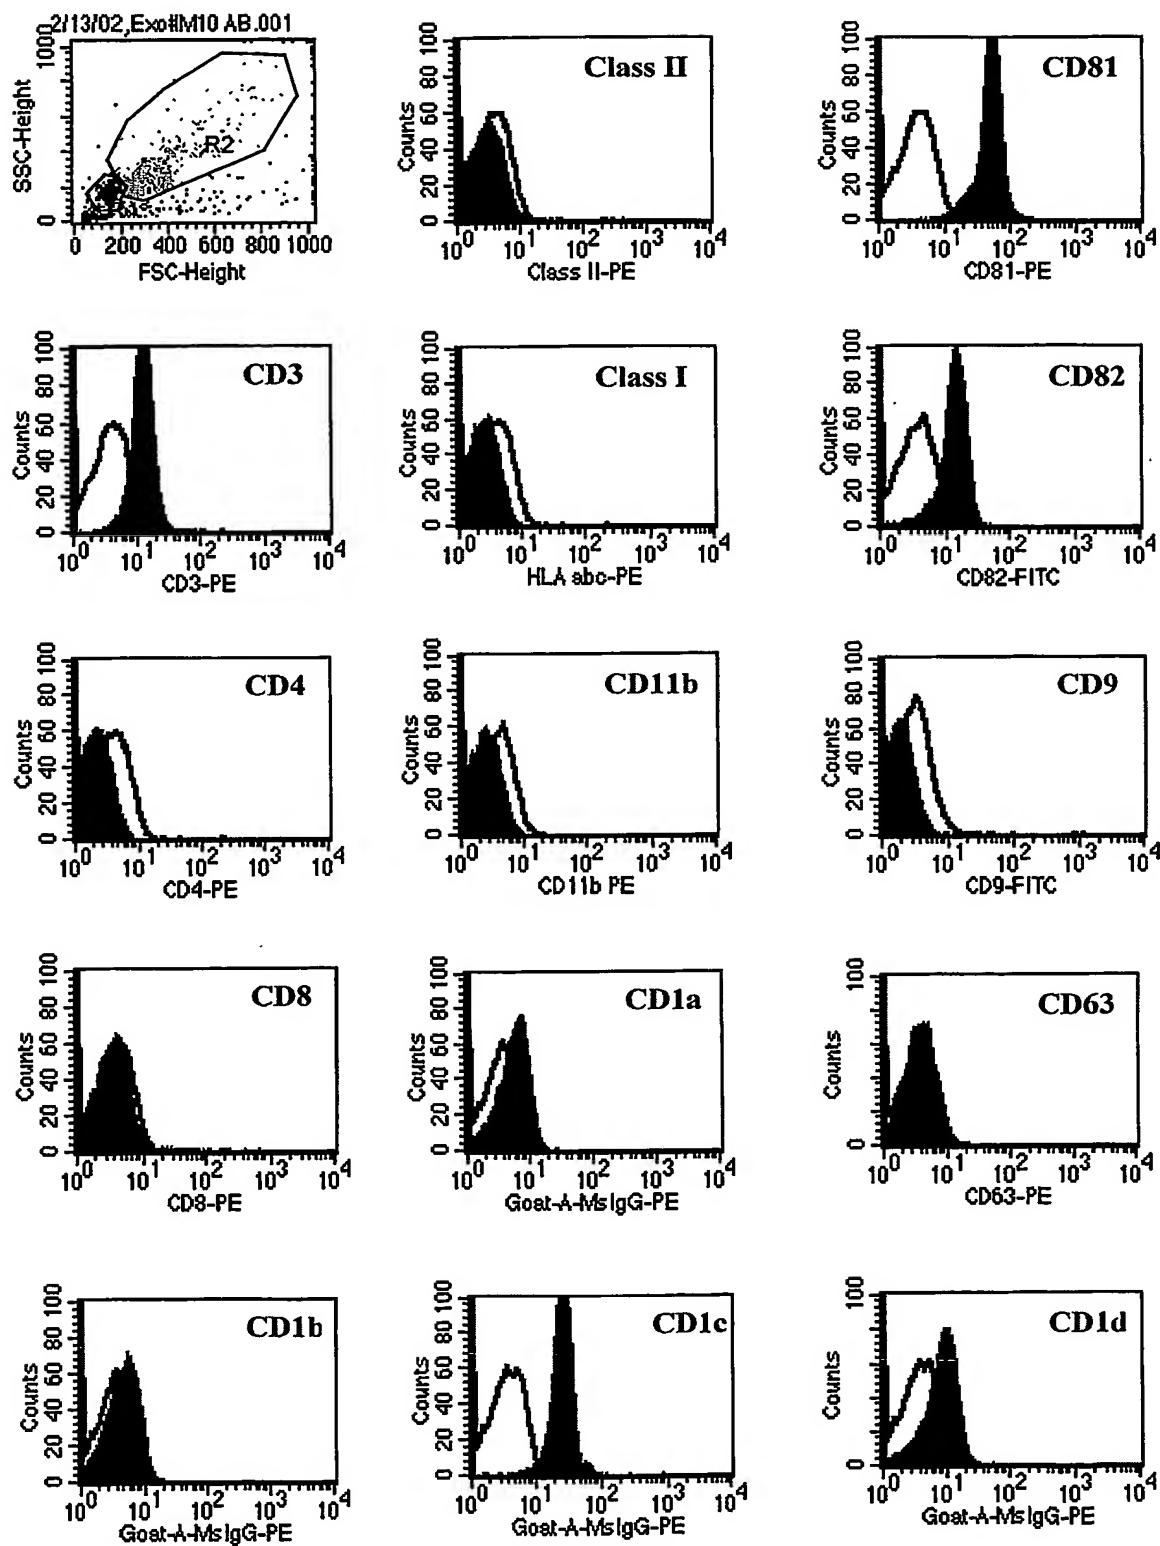 2/13/02,Exo#M10 AB.001
SSC-Height
1000
0
R2
0 200 400 600 800 1000
FSC-Height
Class II
Counts
0 20 40 60 80 100
10^0 10^1 10^2 10^3 10^4
Class II-PE
CD81
Counts
0 20 40 60 80 100
10^0 10^1 10^2 10^3 10^4
CD81-PE
CD3
Counts
0 20 40 60 80 100
10^0 10^1 10^2 10^3 10^4
CD3-PE
Class I
Counts
0 20 40 60 80 100
10^0 10^1 10^2 10^3 10^4
HLA abc-PE
CD82
Counts
0 20 40 60 80 100
10^0 10^1 10^2 10^3 10^4
CD82-FITC
CD4
Counts
0 20 40 60 80 100
10^0 10^1 10^2 10^3 10^4
CD4-PE
CD11b
Counts
0 20 40 60 80 100
10^0 10^1 10^2 10^3 10^4
CD11b PE
CD9
Counts
0 20 40 60 80 100
10^0 10^1 10^2 10^3 10^4
CD9-FITC
CD8
Counts
0 20 40 60 80 100
10^0 10^1 10^2 10^3 10^4
CD8-PE
CD1a
Counts
0 20 40 60 80 100
10^0 10^1 10^2 10^3 10^4
Goat-A-MsIgG-PE
CD63
Counts
0 100
10^0 10^1 10^2 10^3 10^4
CD63-PE
CD1b
Counts
0 20 40 60 80 100
10^0 10^1 10^2 10^3 10^4
Goat-A-MsIgG-PE
CD1c
Counts
0 20 40 60 80 100
10^0 10^1 10^2 10^3 10^4
Goat-A-MsIgG-PE
CD1d
Counts
0 100
10^0 10^1 10^2 10^3 10^4
Goat-A-MsIgG-PE